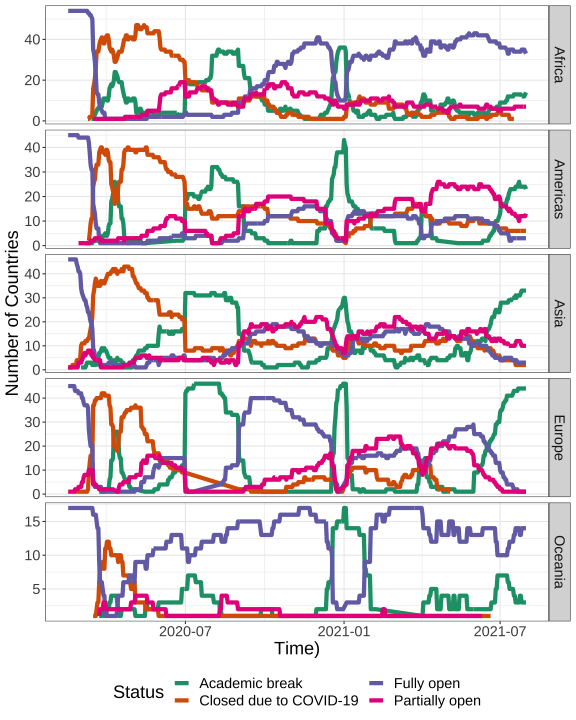 Number of Countries
40
20
0
Africa
40
30
20
10
0
Americas
40
30
20
10
0
Asia
40
30
20
10
0
Europe
15
10
5
Oceania
2020-07 2021-01 2021-07
Time)
Status
Academic break Fully open
Closed due to COVID-19 Partially open